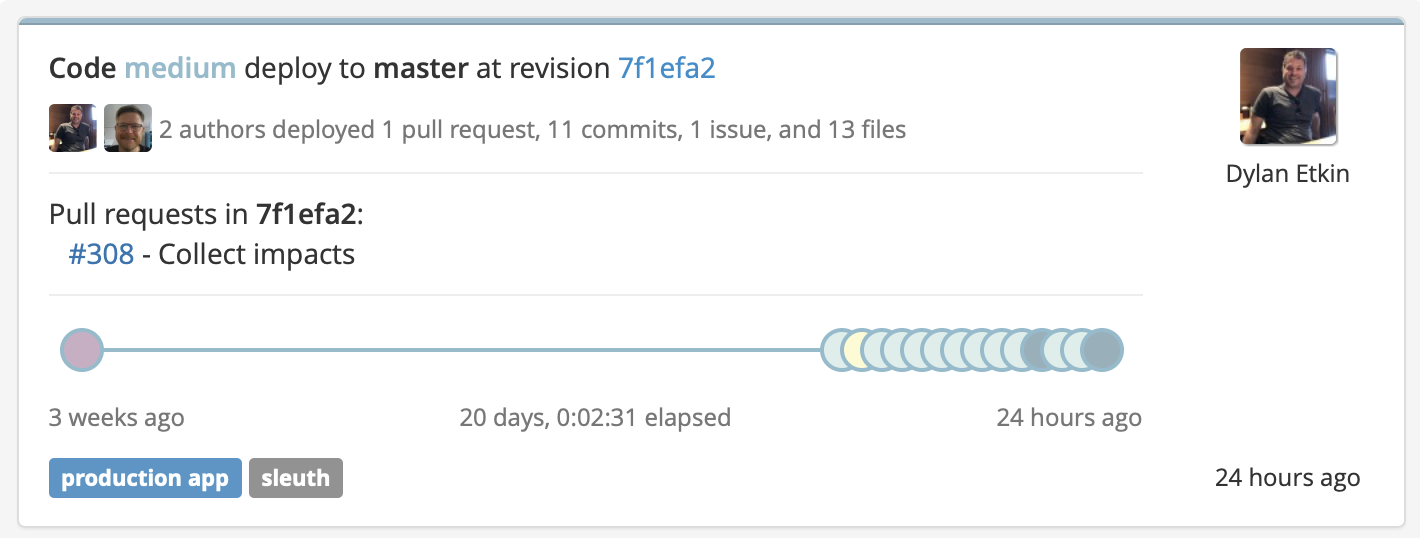 Code medium deploy to master at revision 7f1efa2
2 authors deployed 1 pull request, 11 commits, 1 issue, and 13 files
Dylan Etkin
Pull requests in 7f1efa2:
#308 - Collect impacts
3 weeks ago
20 days, 0:02:31 elapsed
24 hours ago
production app
sleuth
24 hours ago